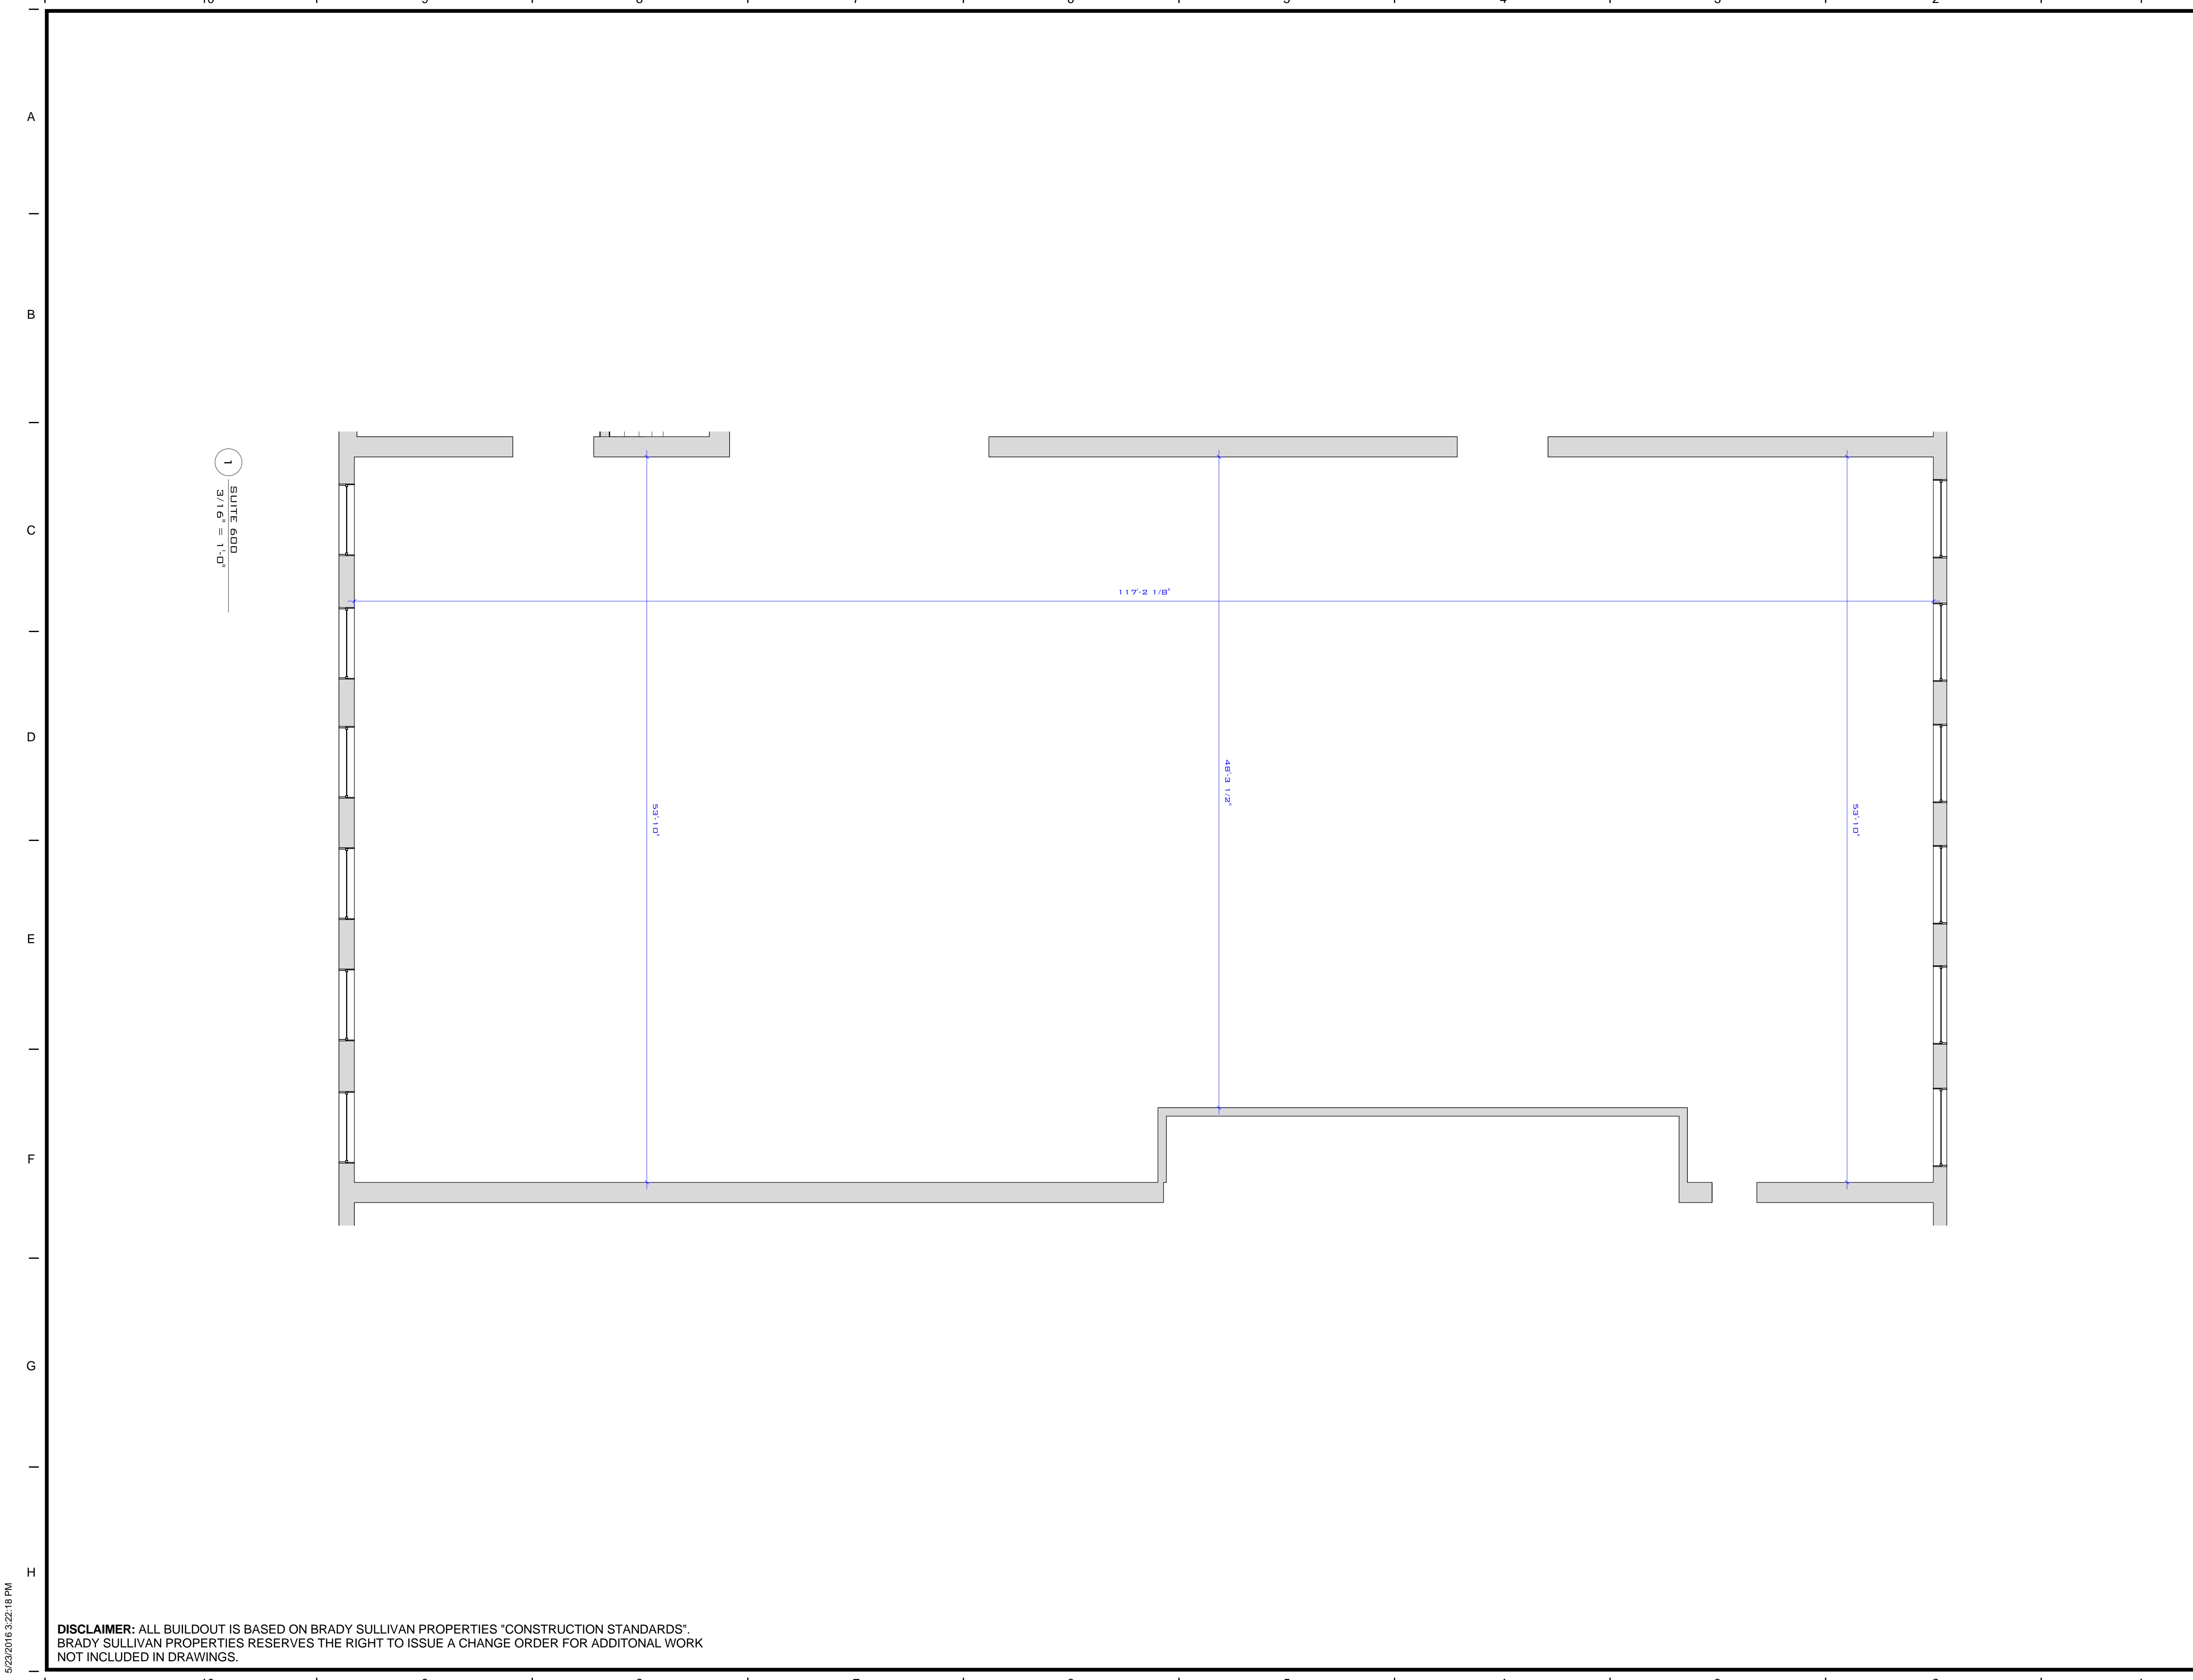 A
B
C
D
E
F
G
H
1
SUITE 600
3/16" = 1'-0"
117'-2 1/8"
53'-10"
48'-3 1/2"
53'-10"
5/23/2016 3:22:18 PM
DISCLAIMER: ALL BUILDOUT IS BASED ON BRADY SULLIVAN PROPERTIES "CONSTRUCTION STANDARDS".
BRADY SULLIVAN PROPERTIES RESERVES THE RIGHT TO ISSUE A CHANGE ORDER FOR ADDITONAL WORK
NOT INCLUDED IN DRAWINGS.